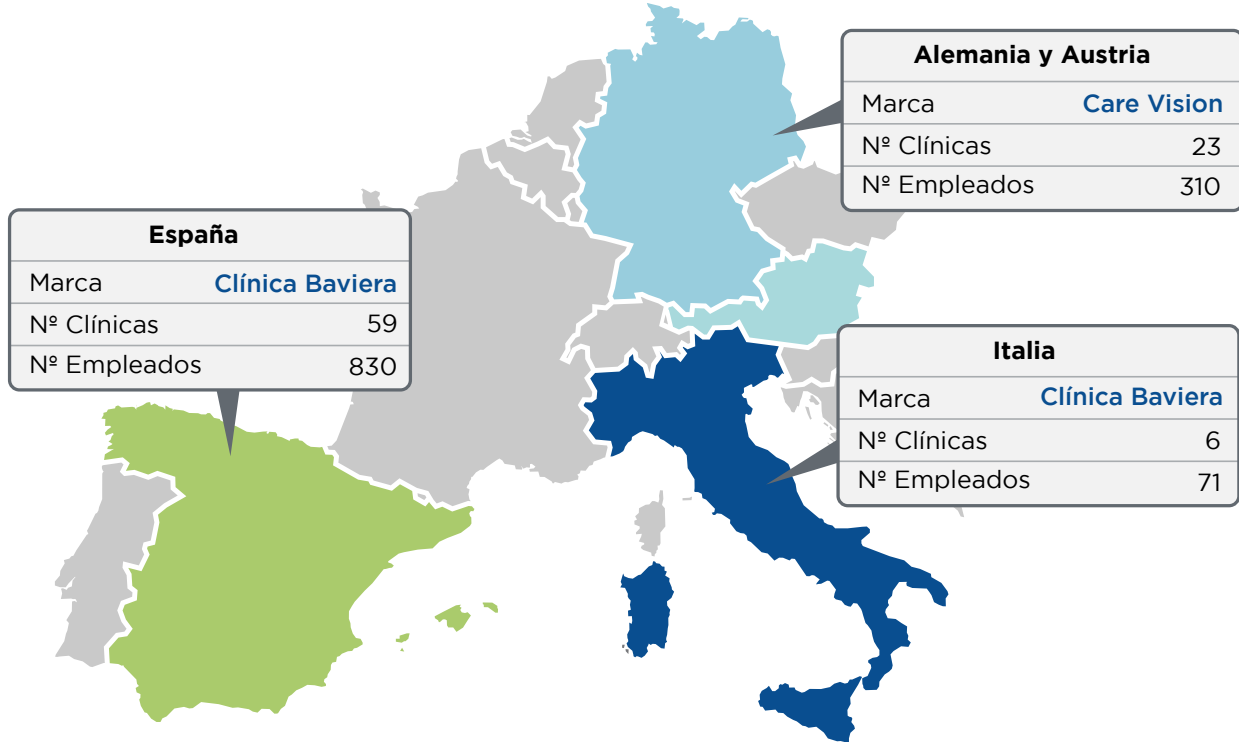 Alemania y Austria
Marca Care Vision
Nº Clínicas 23
Nº Empleados 310
España
Marca Clínica Baviera
Nº Clínicas 59
Nº Empleados 830
Italia
Marca Clínica Baviera
Nº Clínicas 6
Nº Empleados 71